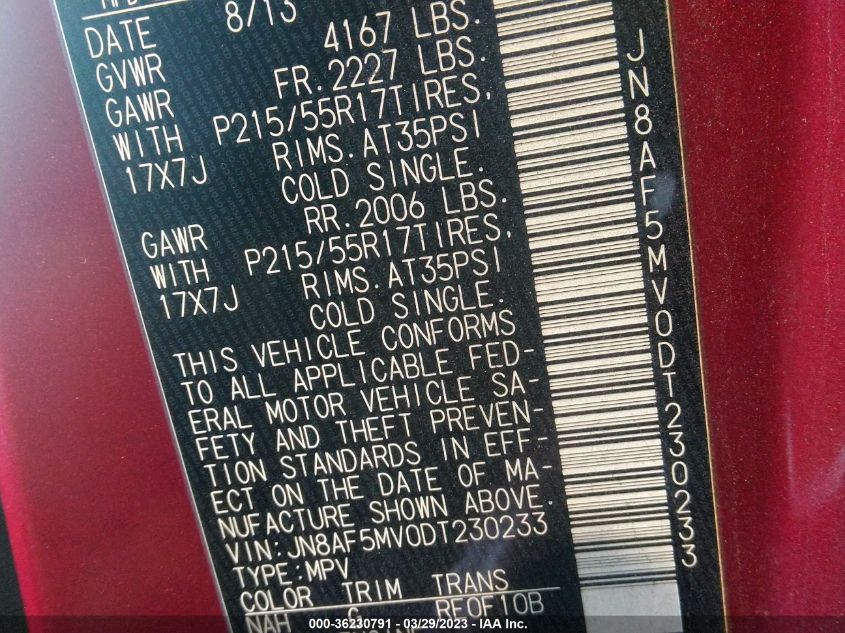 MFD
DATE 8/13
GVWR 4167 LBS.
GAWR FR. 2227 LBS.
WITH P215/55R17TIRES,
17X7J RIMS. AT35PSI
COLD SINGLE.
GAWR RR. 2006 LBS.
WITH P215/55R17TIRES,
17X7J RIMS. AT35PSI
COLD SINGLE.
THIS VEHICLE CONFORMS
TO ALL APPLICABLE FED-
ERAL MOTOR VEHICLE SA-
FETY AND THEFT PREVEN-
TION STANDARDS IN EFF-
ECT ON THE DATE OF MA-
NUFACTURE SHOWN ABOVE.
VIN:JN8AF5MV0DT230233
TYPE:MPV
COLOR TRIM TRANS
NAH G RE0F10B
JN8AF5MV0DT230233
000-36230791 - 03/29/2023 - IAA Inc.